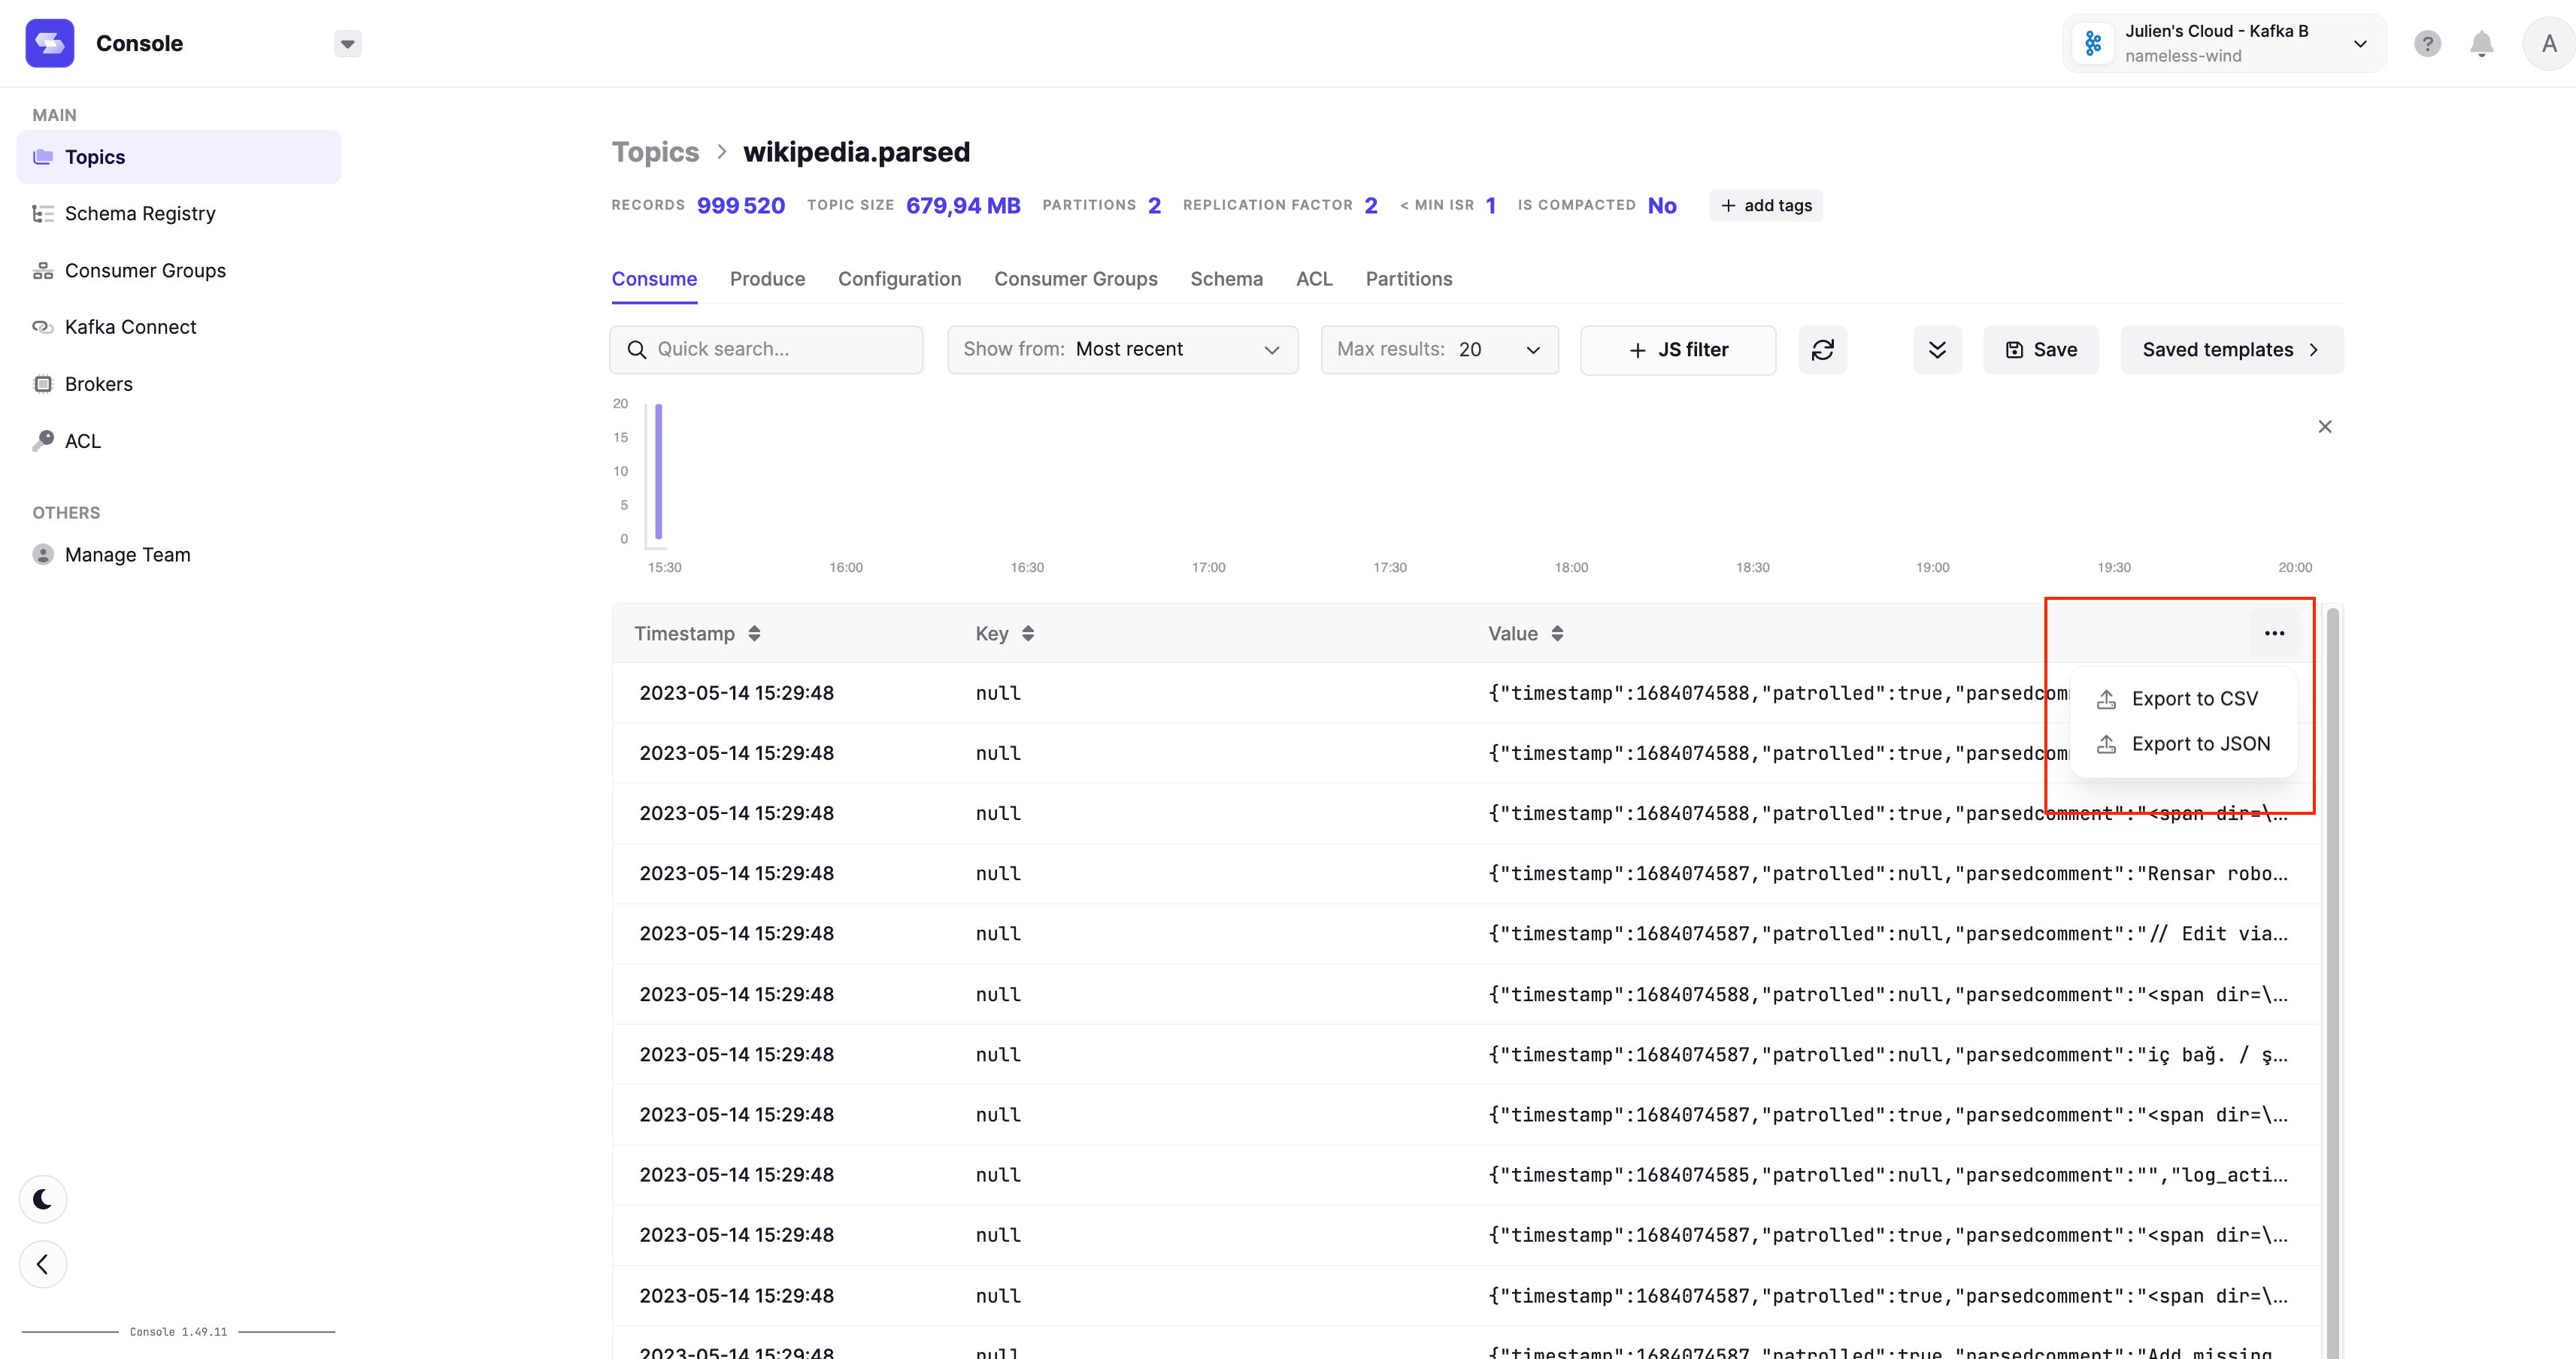 Console
Julien's Cloud - Kafka B
nameless-wind
A
MAIN
Topics
Schema Registry
Consumer Groups
Kafka Connect
Brokers
ACL
OTHERS
Manage Team
Console 1.49.11
Topics > wikipedia.parsed
RECORDS 999 520 TOPIC SIZE 679,94 MB PARTITIONS 2 REPLICATION FACTOR 2 < MIN ISR 1 IS COMPACTED No + add tags
Consume Produce Configuration Consumer Groups Schema ACL Partitions
Quick search... Show from: Most recent Max results: 20 + JS filter Save Saved templates
20
15
10
5
0
15:30 16:00 16:30 17:00 17:30 18:00 18:30 19:00 19:30 20:00
Timestamp Key Value ...
Export to CSV
Export to JSON
2023-05-14 15:29:48 null {"timestamp":1684074588,"patrolled":true,"parsedcom
2023-05-14 15:29:48 null {"timestamp":1684074588,"patrolled":true,"parsedcom
2023-05-14 15:29:48 null {"timestamp":1684074588,"patrolled":true,"parsedcomment":"<span dir=\...
2023-05-14 15:29:48 null {"timestamp":1684074587,"patrolled":null,"parsedcomment":"Rensar robo...
2023-05-14 15:29:48 null {"timestamp":1684074587,"patrolled":null,"parsedcomment":"// Edit via...
2023-05-14 15:29:48 null {"timestamp":1684074588,"patrolled":null,"parsedcomment":"<span dir=\...
2023-05-14 15:29:48 null {"timestamp":1684074587,"patrolled":null,"parsedcomment":"iç bağ. / ş...
2023-05-14 15:29:48 null {"timestamp":1684074587,"patrolled":true,"parsedcomment":"<span dir=\...
2023-05-14 15:29:48 null {"timestamp":1684074585,"patrolled":null,"parsedcomment":"","log_acti...
2023-05-14 15:29:48 null {"timestamp":1684074587,"patrolled":true,"parsedcomment":"<span dir=\...
2023-05-14 15:29:48 null {"timestamp":1684074587,"patrolled":true,"parsedcomment":"<span dir=\...
2023-05-14 15:29:48 null {"timestamp":1684074587,"patrolled":true,"parsedcomment":"Add missing